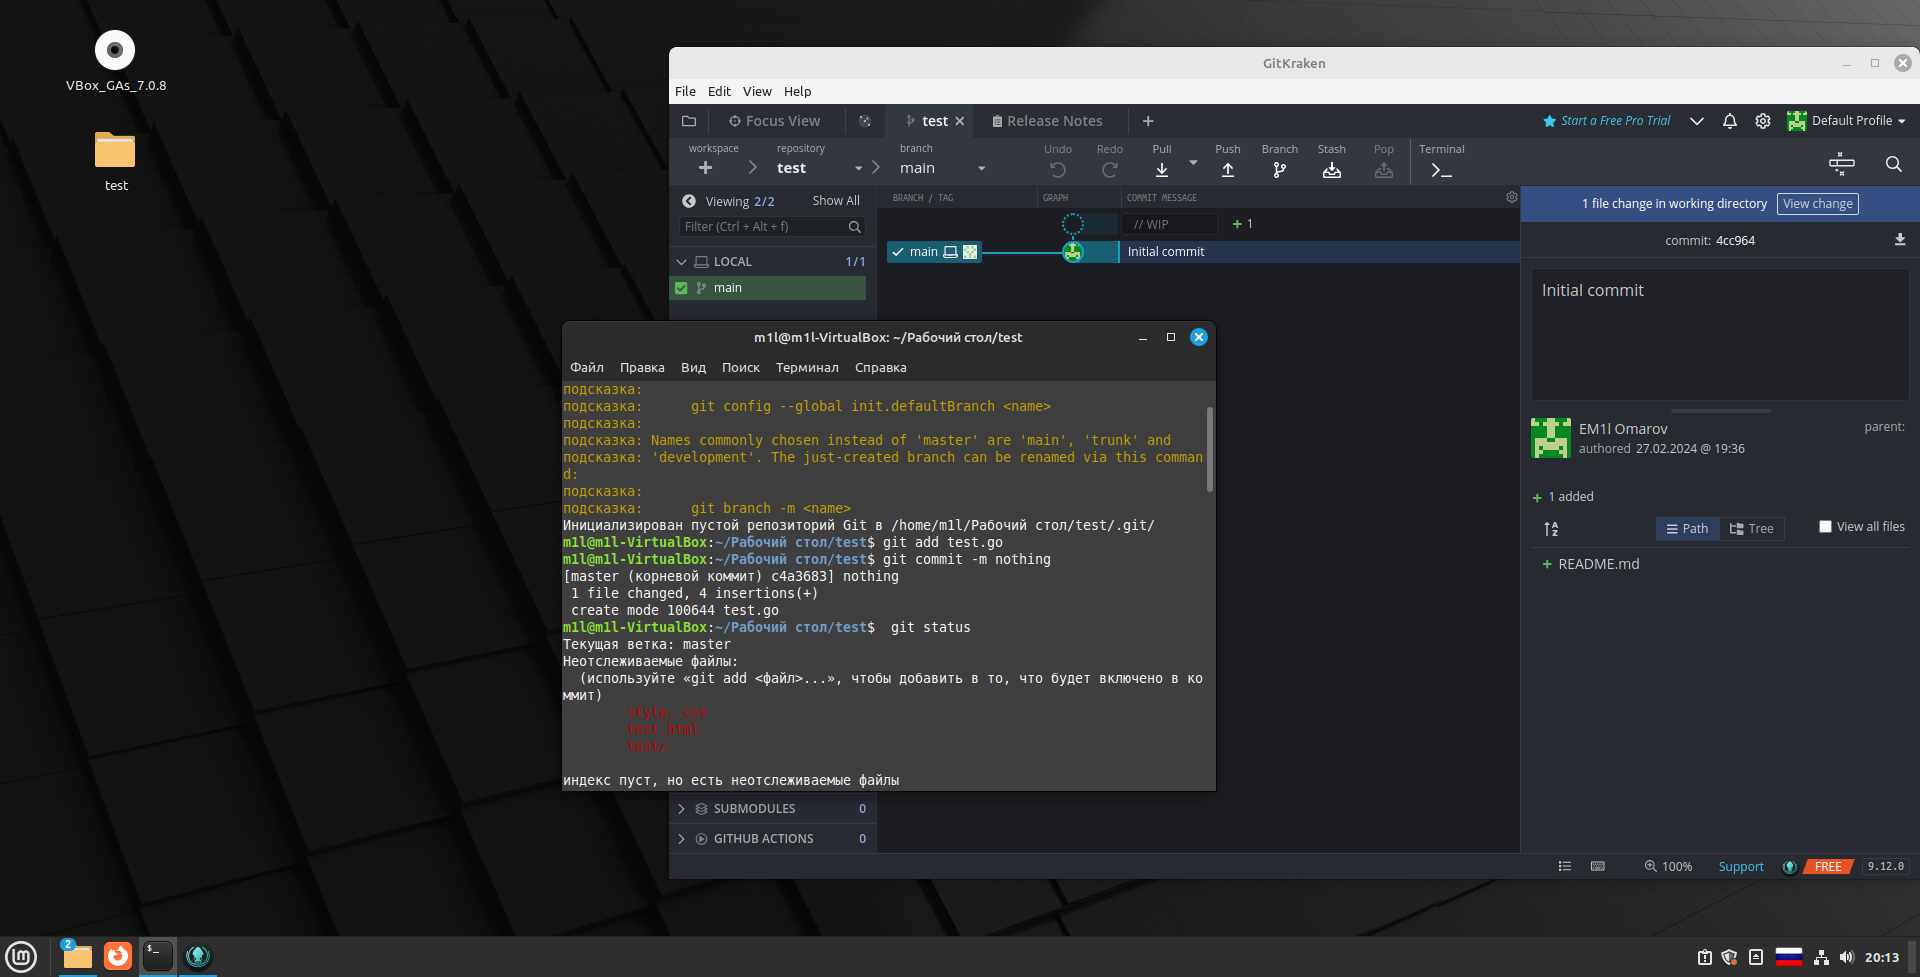 VBox_GAs_7.0.8
test
GitKraken
File Edit View Help
Focus View
test
Release Notes
Start a Free Pro Trial
Default Profile
workspace
repository
test
branch
main
Undo
Redo
Pull
Push
Branch
Stash
Pop
Terminal
Viewing 2/2
Show All
Filter (Ctrl + Alt + f)
LOCAL 1/1
main
BRANCH / TAG
GRAPH
COMMIT MESSAGE
// WIP
1
main
Initial commit
1 file change in working directory
View change
commit: 4cc964
Initial commit
EM1l Omarov
authored 27.02.2024 @ 19:36
parent:
1 added
Path
Tree
View all files
README.md
m1l@m1l-VirtualBox: ~/Рабочий стол/test
Файл Правка Вид Поиск Терминал Справка
подсказка:
подсказка: git config --global init.defaultBranch <name>
подсказка:
подсказка: Names commonly chosen instead of 'master' are 'main', 'trunk' and
подсказка: 'development'. The just-created branch can be renamed via this comman
d:
подсказка:
подсказка: git branch -m <name>
Инициализирован пустой репозиторий Git в /home/m1l/Рабочий стол/test/.git/
m1l@m1l-VirtualBox:~/Рабочий стол/test$ git add test.go
m1l@m1l-VirtualBox:~/Рабочий стол/test$ git commit -m nothing
[master (корневой коммит) c4a3683] nothing
1 file changed, 4 insertions(+)
create mode 100644 test.go
m1l@m1l-VirtualBox:~/Рабочий стол/test$ git status
Текущая ветка: master
Неотслеживаемые файлы:
(используйте «git add <файл>...», чтобы добавить в то, что будет включено в ко
ммит)
style..css
test.html
test/
индекс пуст, но есть неотслеживаемые файлы
SUBMODULES 0
GITHUB ACTIONS 0
100%
Support
FREE
9.12.0
2
20:13